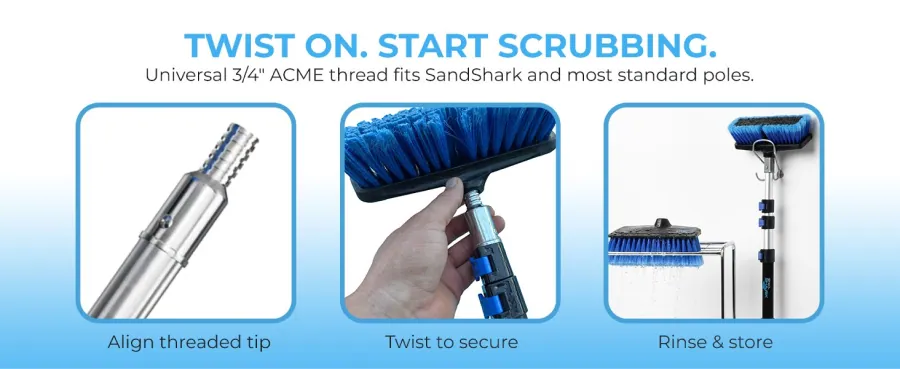 TWIST ON. START SCRUBBING.
Universal 3/4" ACME thread fits SandShark and most standard poles.
Align threaded tip
Twist to secure
Rinse & store